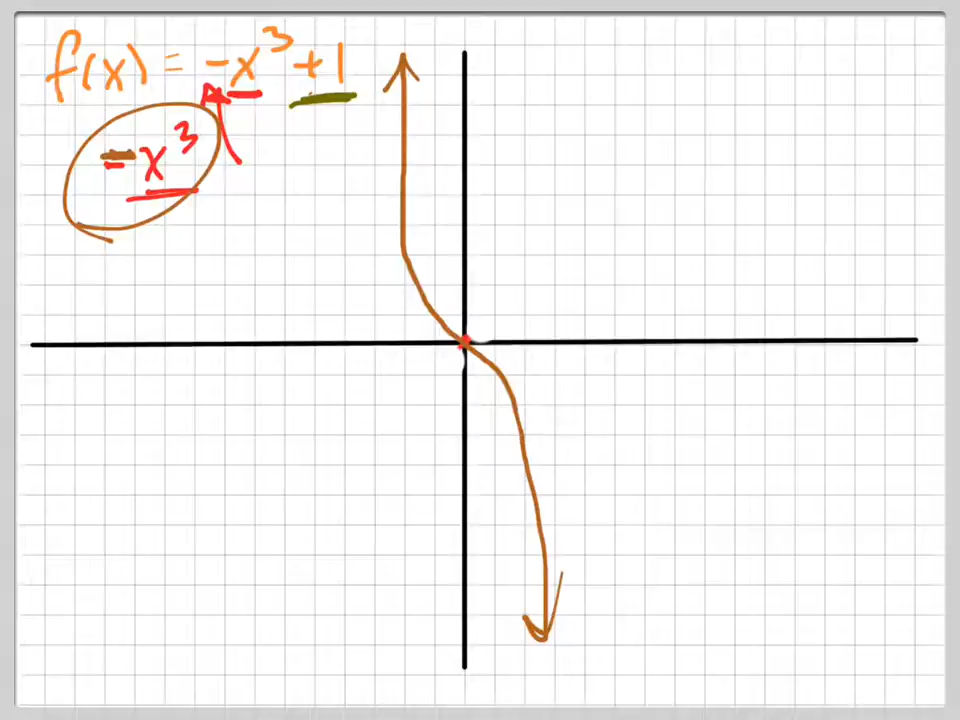 f(x) = -x³+1
-x³